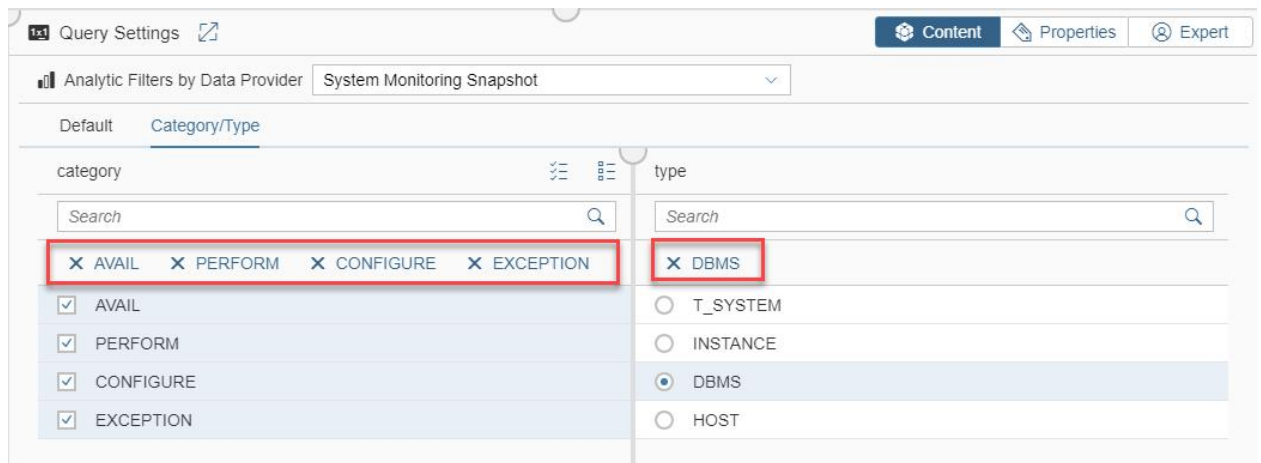 1x1 Query Settings Content Properties Expert
Analytic Filters by Data Provider System Monitoring Snapshot
Default Category/Type
category type
Search Search
AVAIL PERFORM CONFIGURE EXCEPTION DBMS
AVAIL T_SYSTEM
PERFORM INSTANCE
CONFIGURE DBMS
EXCEPTION HOST